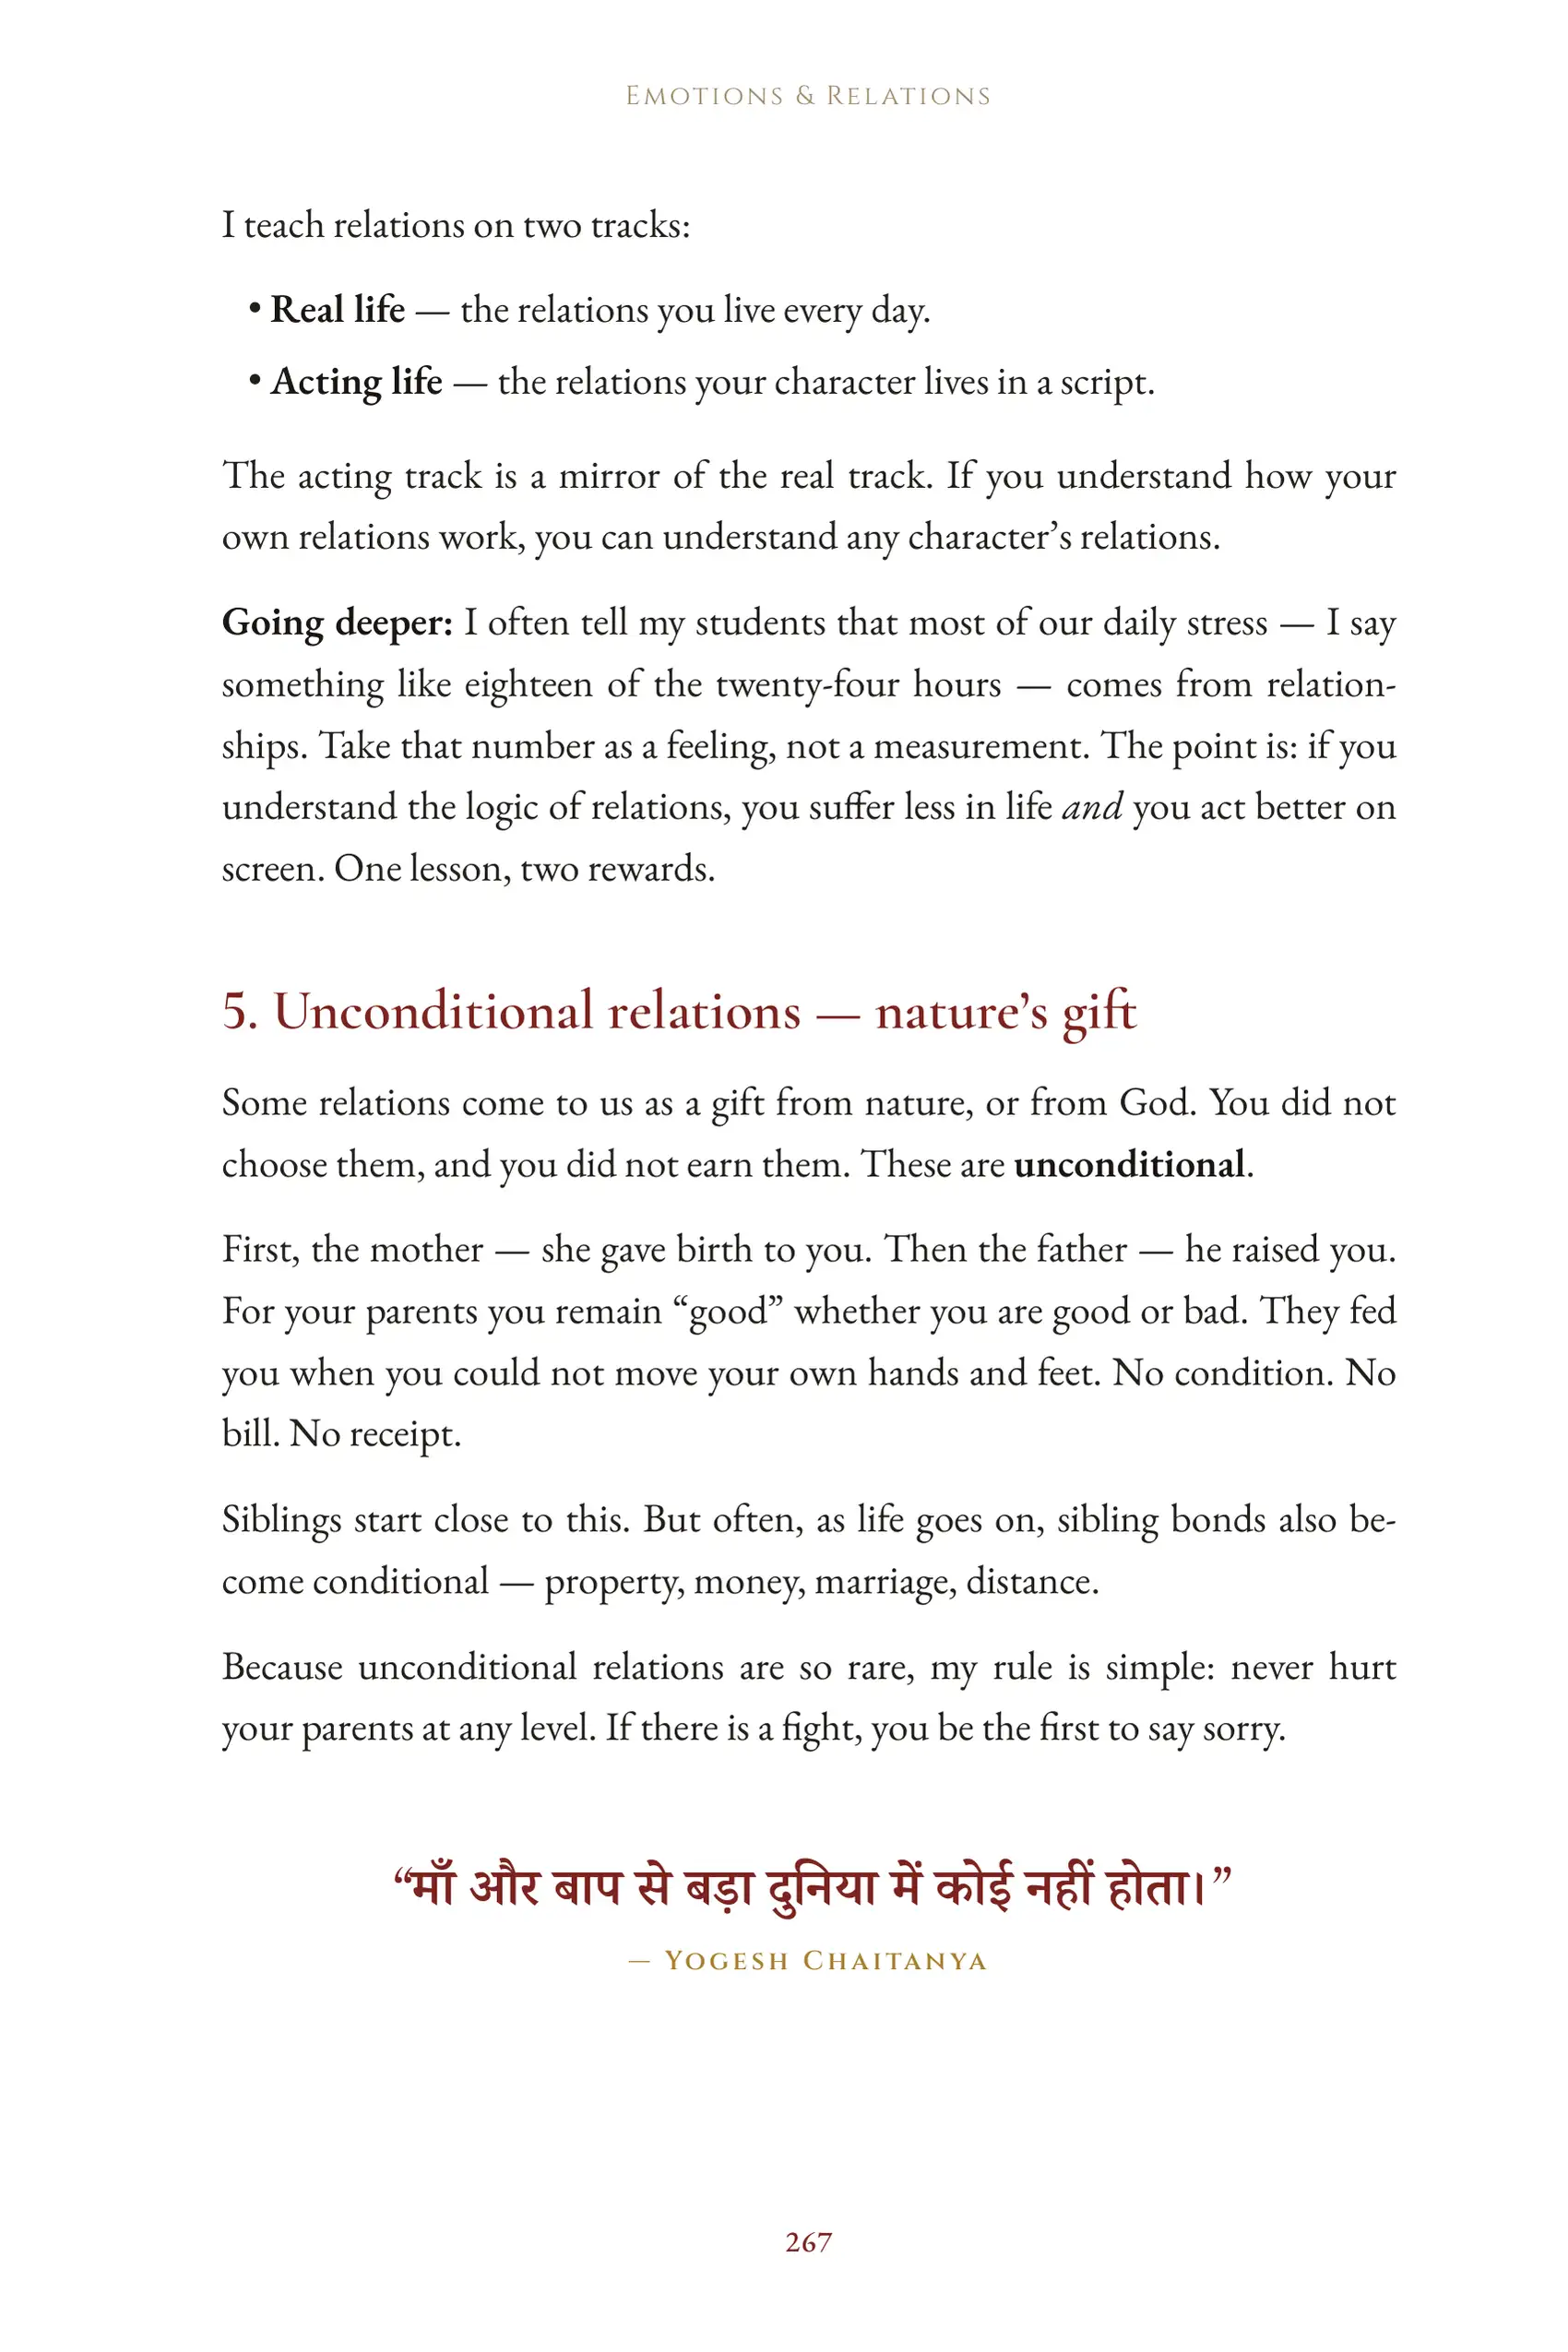 EMOTIONS & RELATIONS
I teach relations on two tracks:
• Real life — the relations you live every day.
• Acting life — the relations your character lives in a script.
The acting track is a mirror of the real track. If you understand how your
own relations work, you can understand any character’s relations.
Going deeper: I often tell my students that most of our daily stress — I say
something like eighteen of the twenty-four hours — comes from relation-
ships. Take that number as a feeling, not a measurement. The point is: if you
understand the logic of relations, you suffer less in life and you act better on
screen. One lesson, two rewards.
5. Unconditional relations — nature’s gift
Some relations come to us as a gift from nature, or from God. You did not
choose them, and you did not earn them. These are unconditional.
First, the mother — she gave birth to you. Then the father — he raised you.
For your parents you remain “good” whether you are good or bad. They fed
you when you could not move your own hands and feet. No condition. No
bill. No receipt.
Siblings start close to this. But often, as life goes on, sibling bonds also be-
come conditional — property, money, marriage, distance.
Because unconditional relations are so rare, my rule is simple: never hurt
your parents at any level. If there is a fight, you be the first to say sorry.
“माँ और बाप से बड़ा दुनिया में कोई नहीं होता।”
— YOGESH CHAITANYA
267